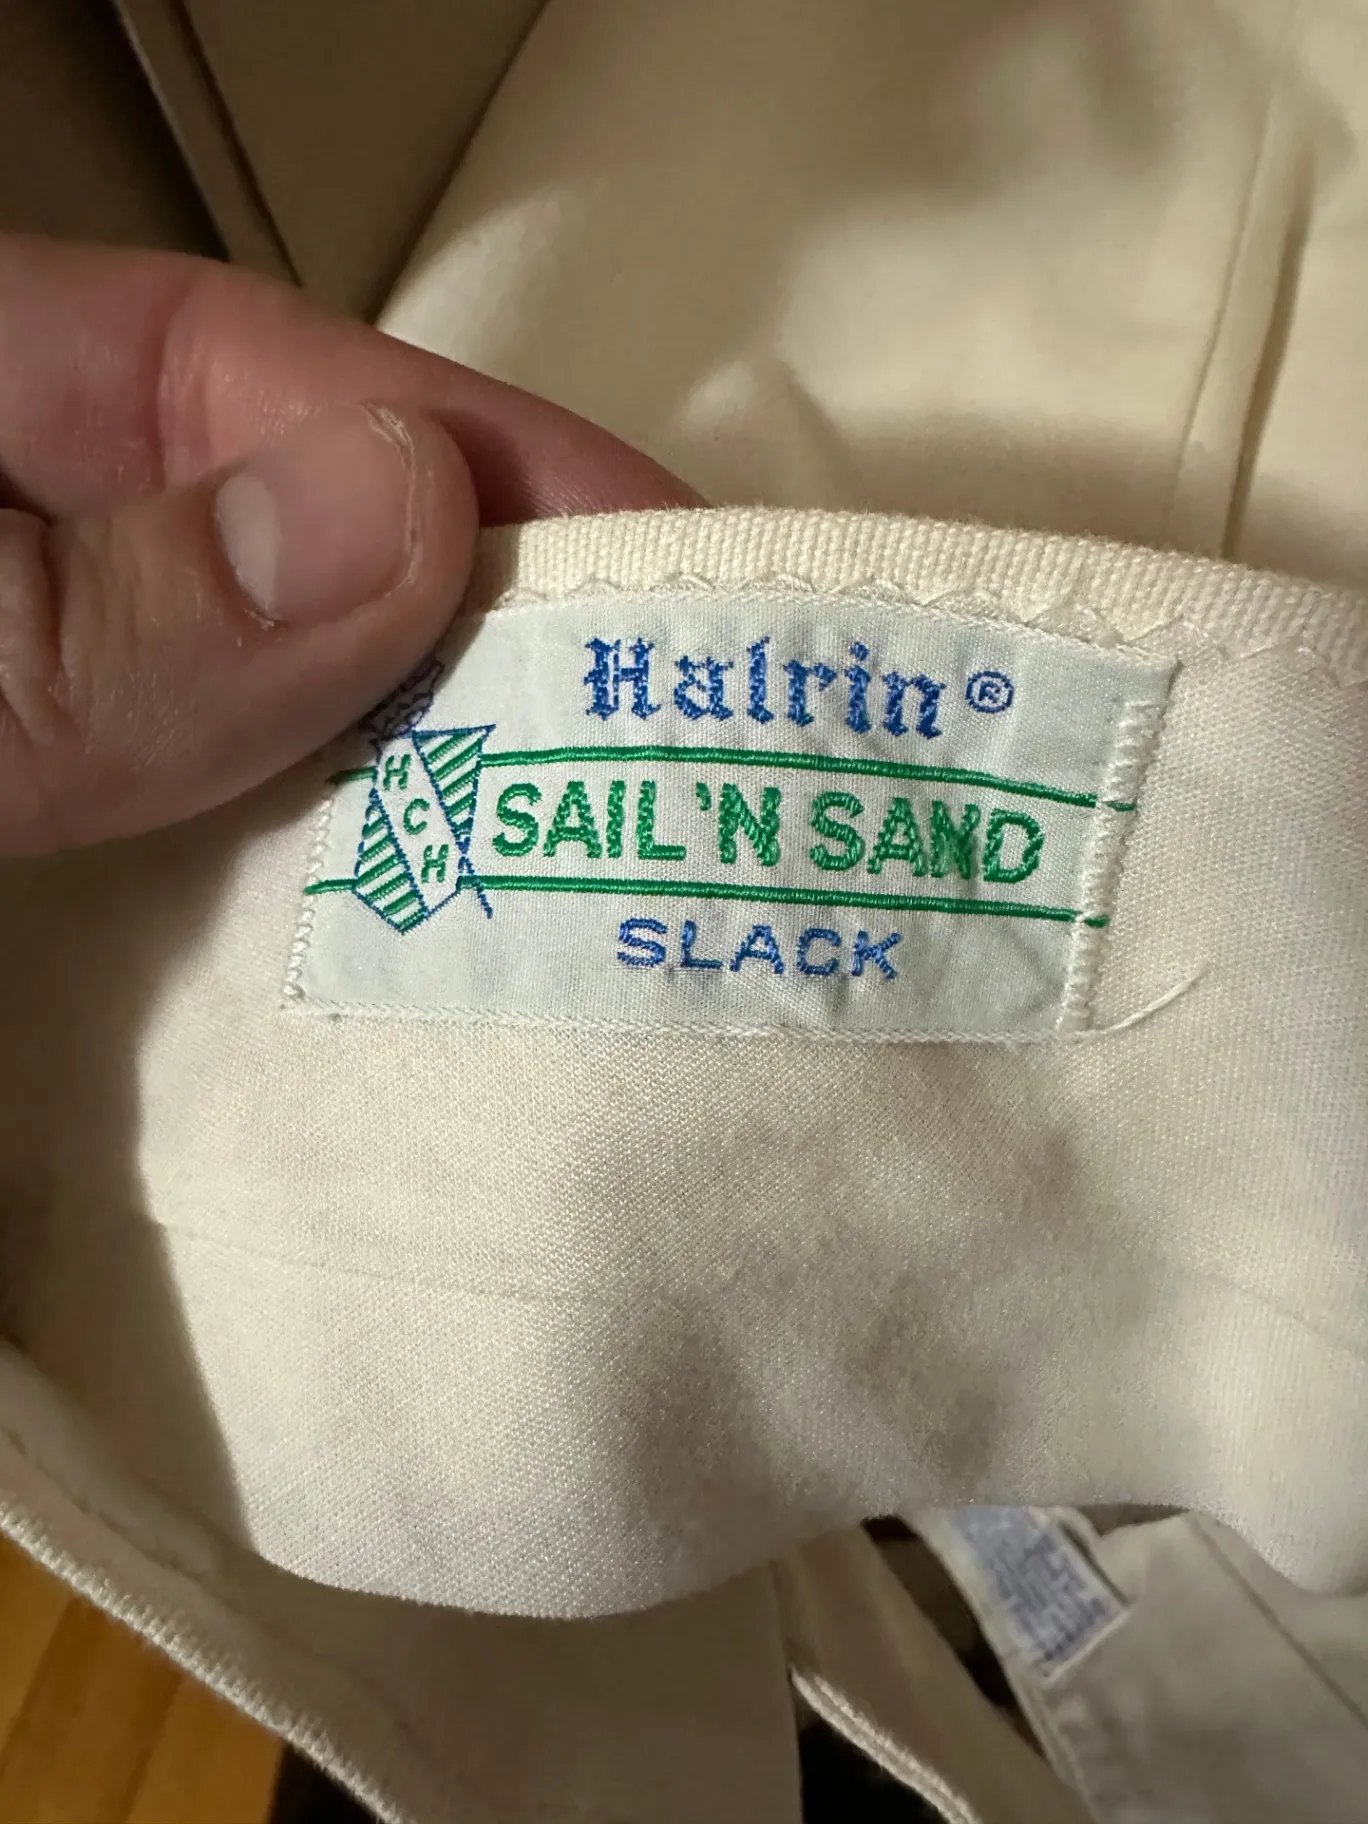 Halrin®
HCH
SAIL 'N SAND
SLACK